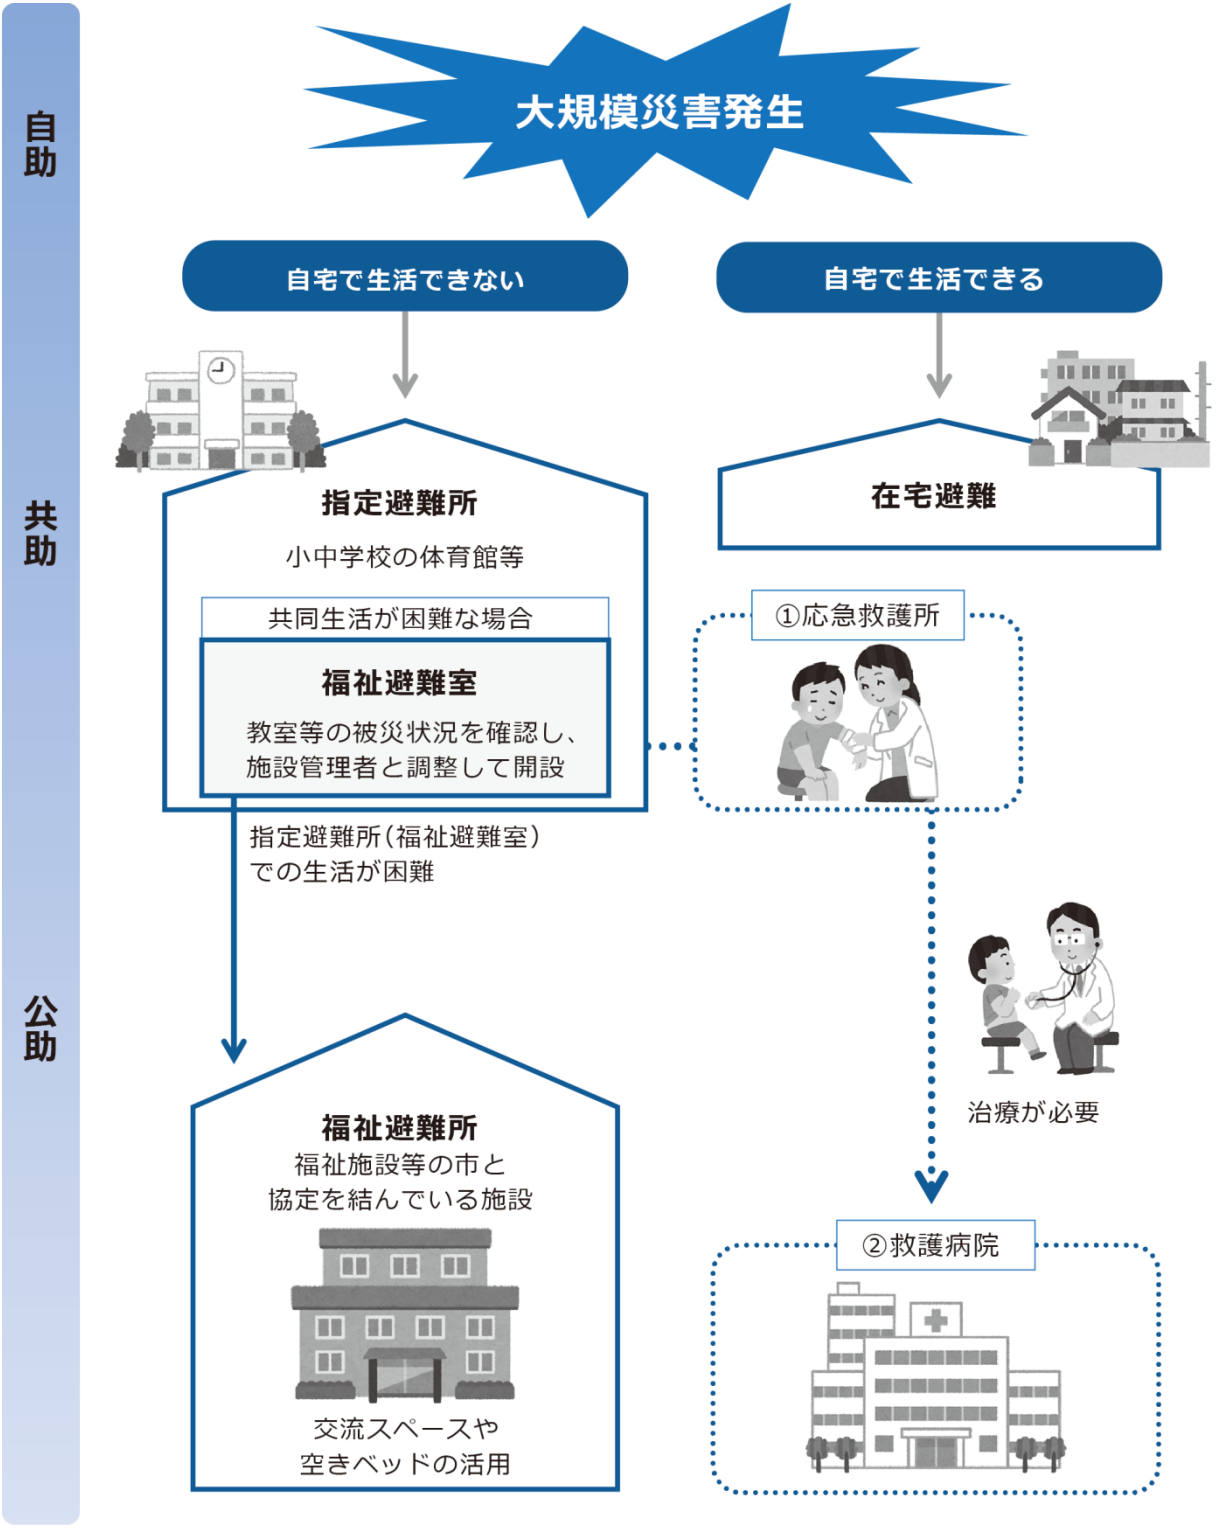 自助
共助
公助
大規模災害発生
自宅で生活できない
自宅で生活できる
指定避難所
小中学校の体育館等
共同生活が困難な場合
福祉避難室
教室等の被災状況を確認し、
施設管理者と調整して開設
在宅避難
①応急救護所
指定避難所(福祉避難室)
での生活が困難
治療が必要
福祉避難所
福祉施設等の市と
協定を結んでいる施設
交流スペースや
空きベッドの活用
②救護病院